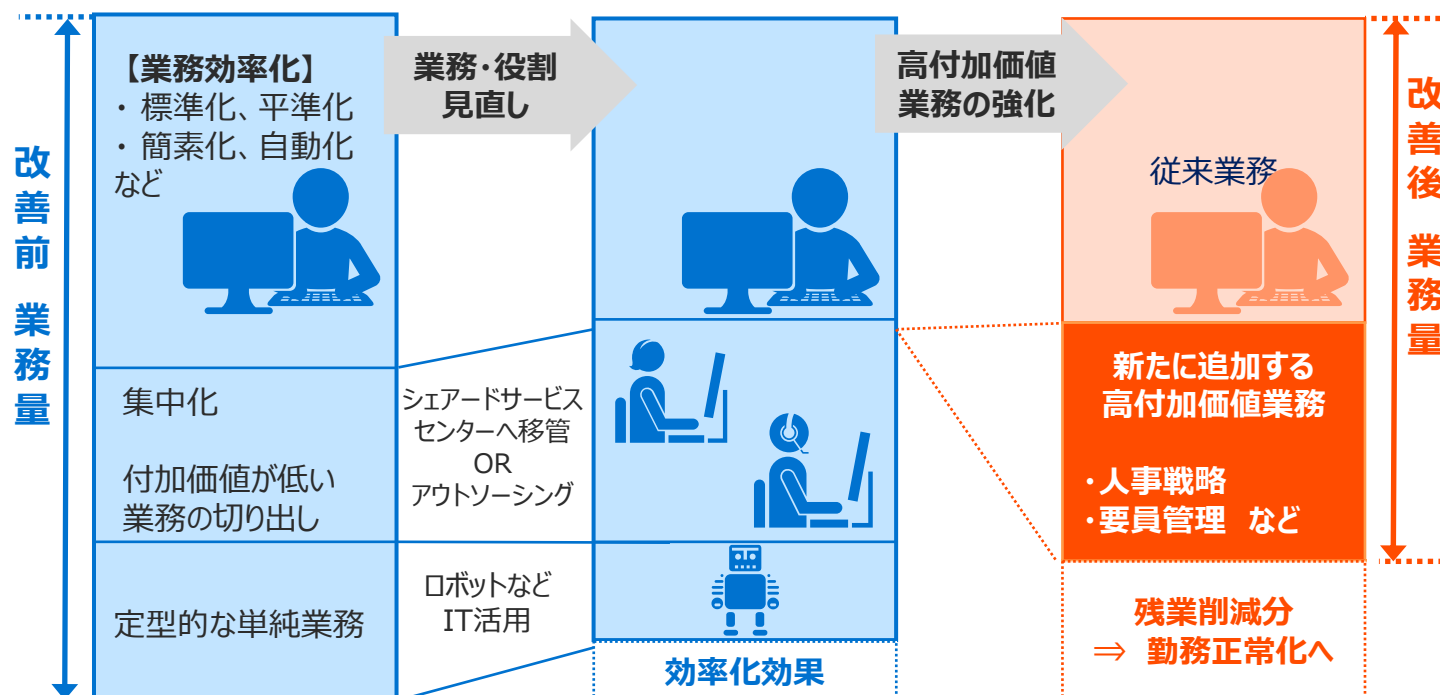 改善前 業務量
【業務効率化】
・ 標準化、平準化
・ 簡素化、自動化
など
集中化
付加価値が低い
業務の切り出し
定型的な単純業務
業務・役割
見直し
シェアードサービス
センターへ移管
OR
アウトソーシング
ロボットなど
IT活用
効率化効果
高付加価値
業務の強化
従来業務
新たに追加する
高付加価値業務
・人事戦略
・要員管理 など
残業削減分
⇒ 勤務正常化へ
改善後 業務量